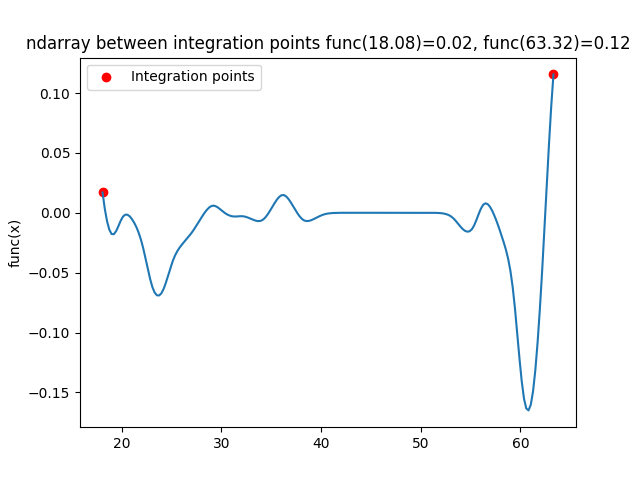 ndarray between integration points func(18.08)=0.02, func(63.32)=0.12
Integration points
func(x)
0.10
0.05
0.00
−0.05
−0.10
−0.15
20 30 40 50 60